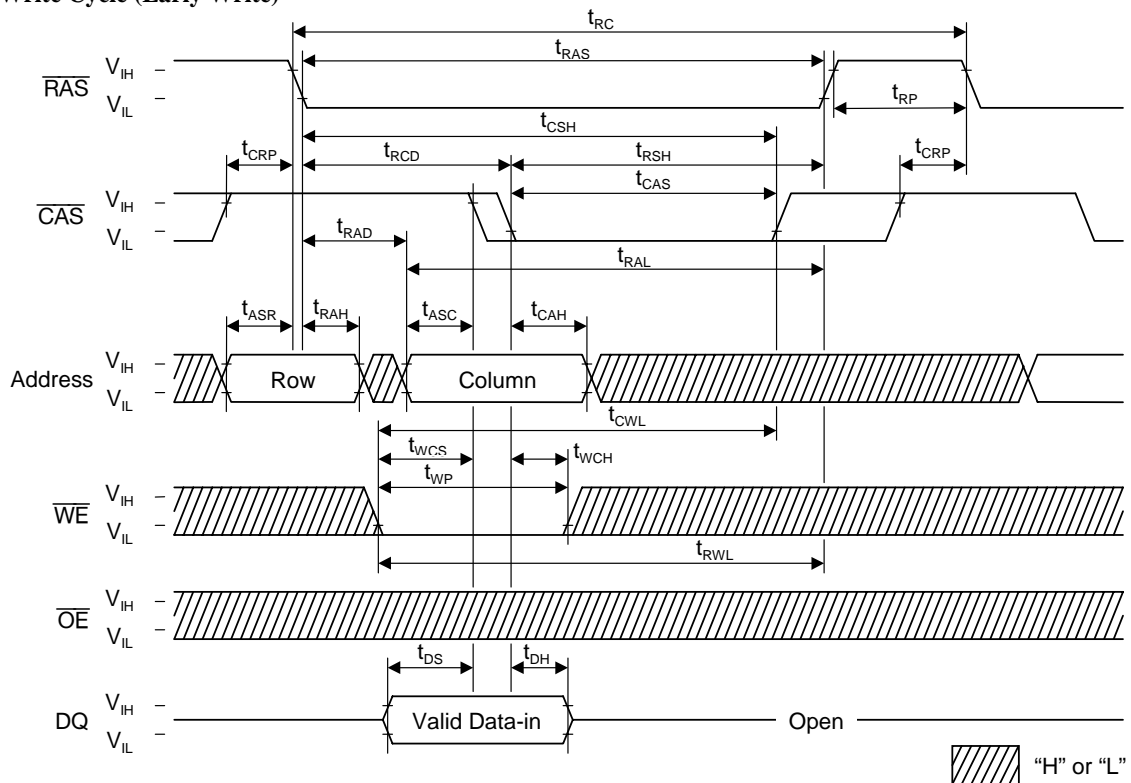 Write Cycle (Early Write)
tRC
tRAS
RAS
VIH
VIL
tRP
tCSH
tCRP
tRCD
tRSH
tCRP
tCAS
CAS
VIH
VIL
tRAD
tRAL
tASR
tRAH
tASC
tCAH
Address
VIH
VIL
Row
Column
tCWL
tWCS
tWCH
tWP
WE
VIH
VIL
tRWL
OE
VIH
VIL
tDS
tDH
DQ
VIH
VIL
Valid Data-in
Open
“H” or “L”